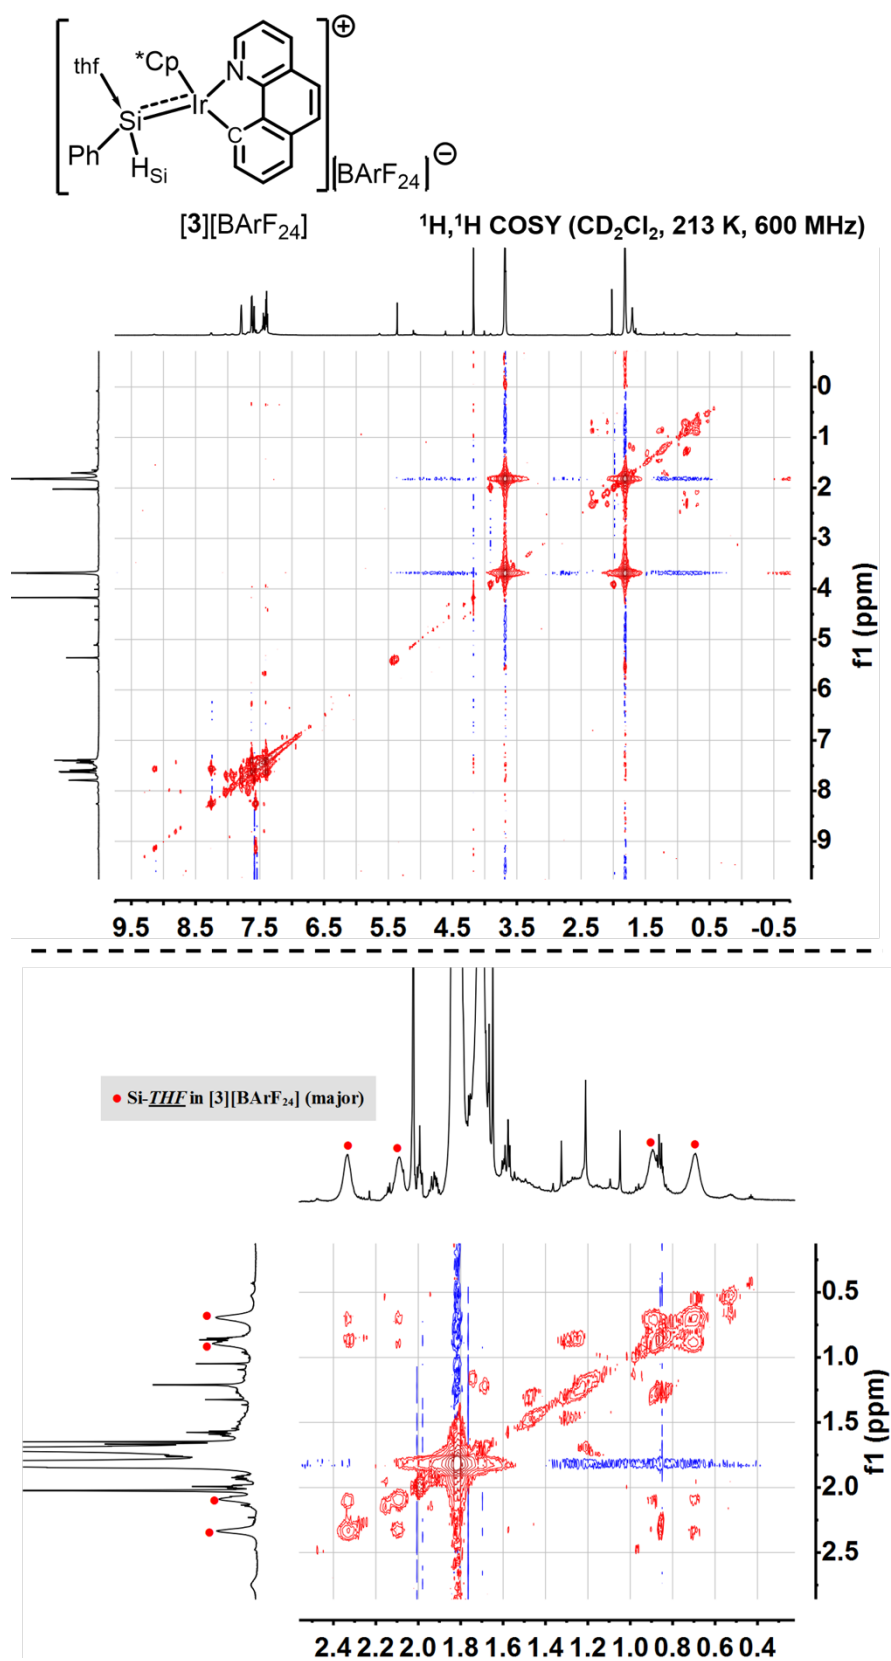 thf
*Cp
N
Ir
Si
C
Ph
H_Si
⊕
[BArF₂₄]
⊖
[3][BArF₂₄]
¹H,¹H COSY (CD₂Cl₂, 213 K, 600 MHz)
0
1
2
3
4
5
6
7
8
9
f1 (ppm)
9.5 8.5 7.5 6.5 5.5 4.5 3.5 2.5 1.5 0.5 -0.5
● Si-THF in [3][BArF₂₄] (major)
0.5
1.0
1.5
2.0
2.5
f1 (ppm)
2.4 2.2 2.0 1.8 1.6 1.4 1.2 1.0 0.8 0.6 0.4